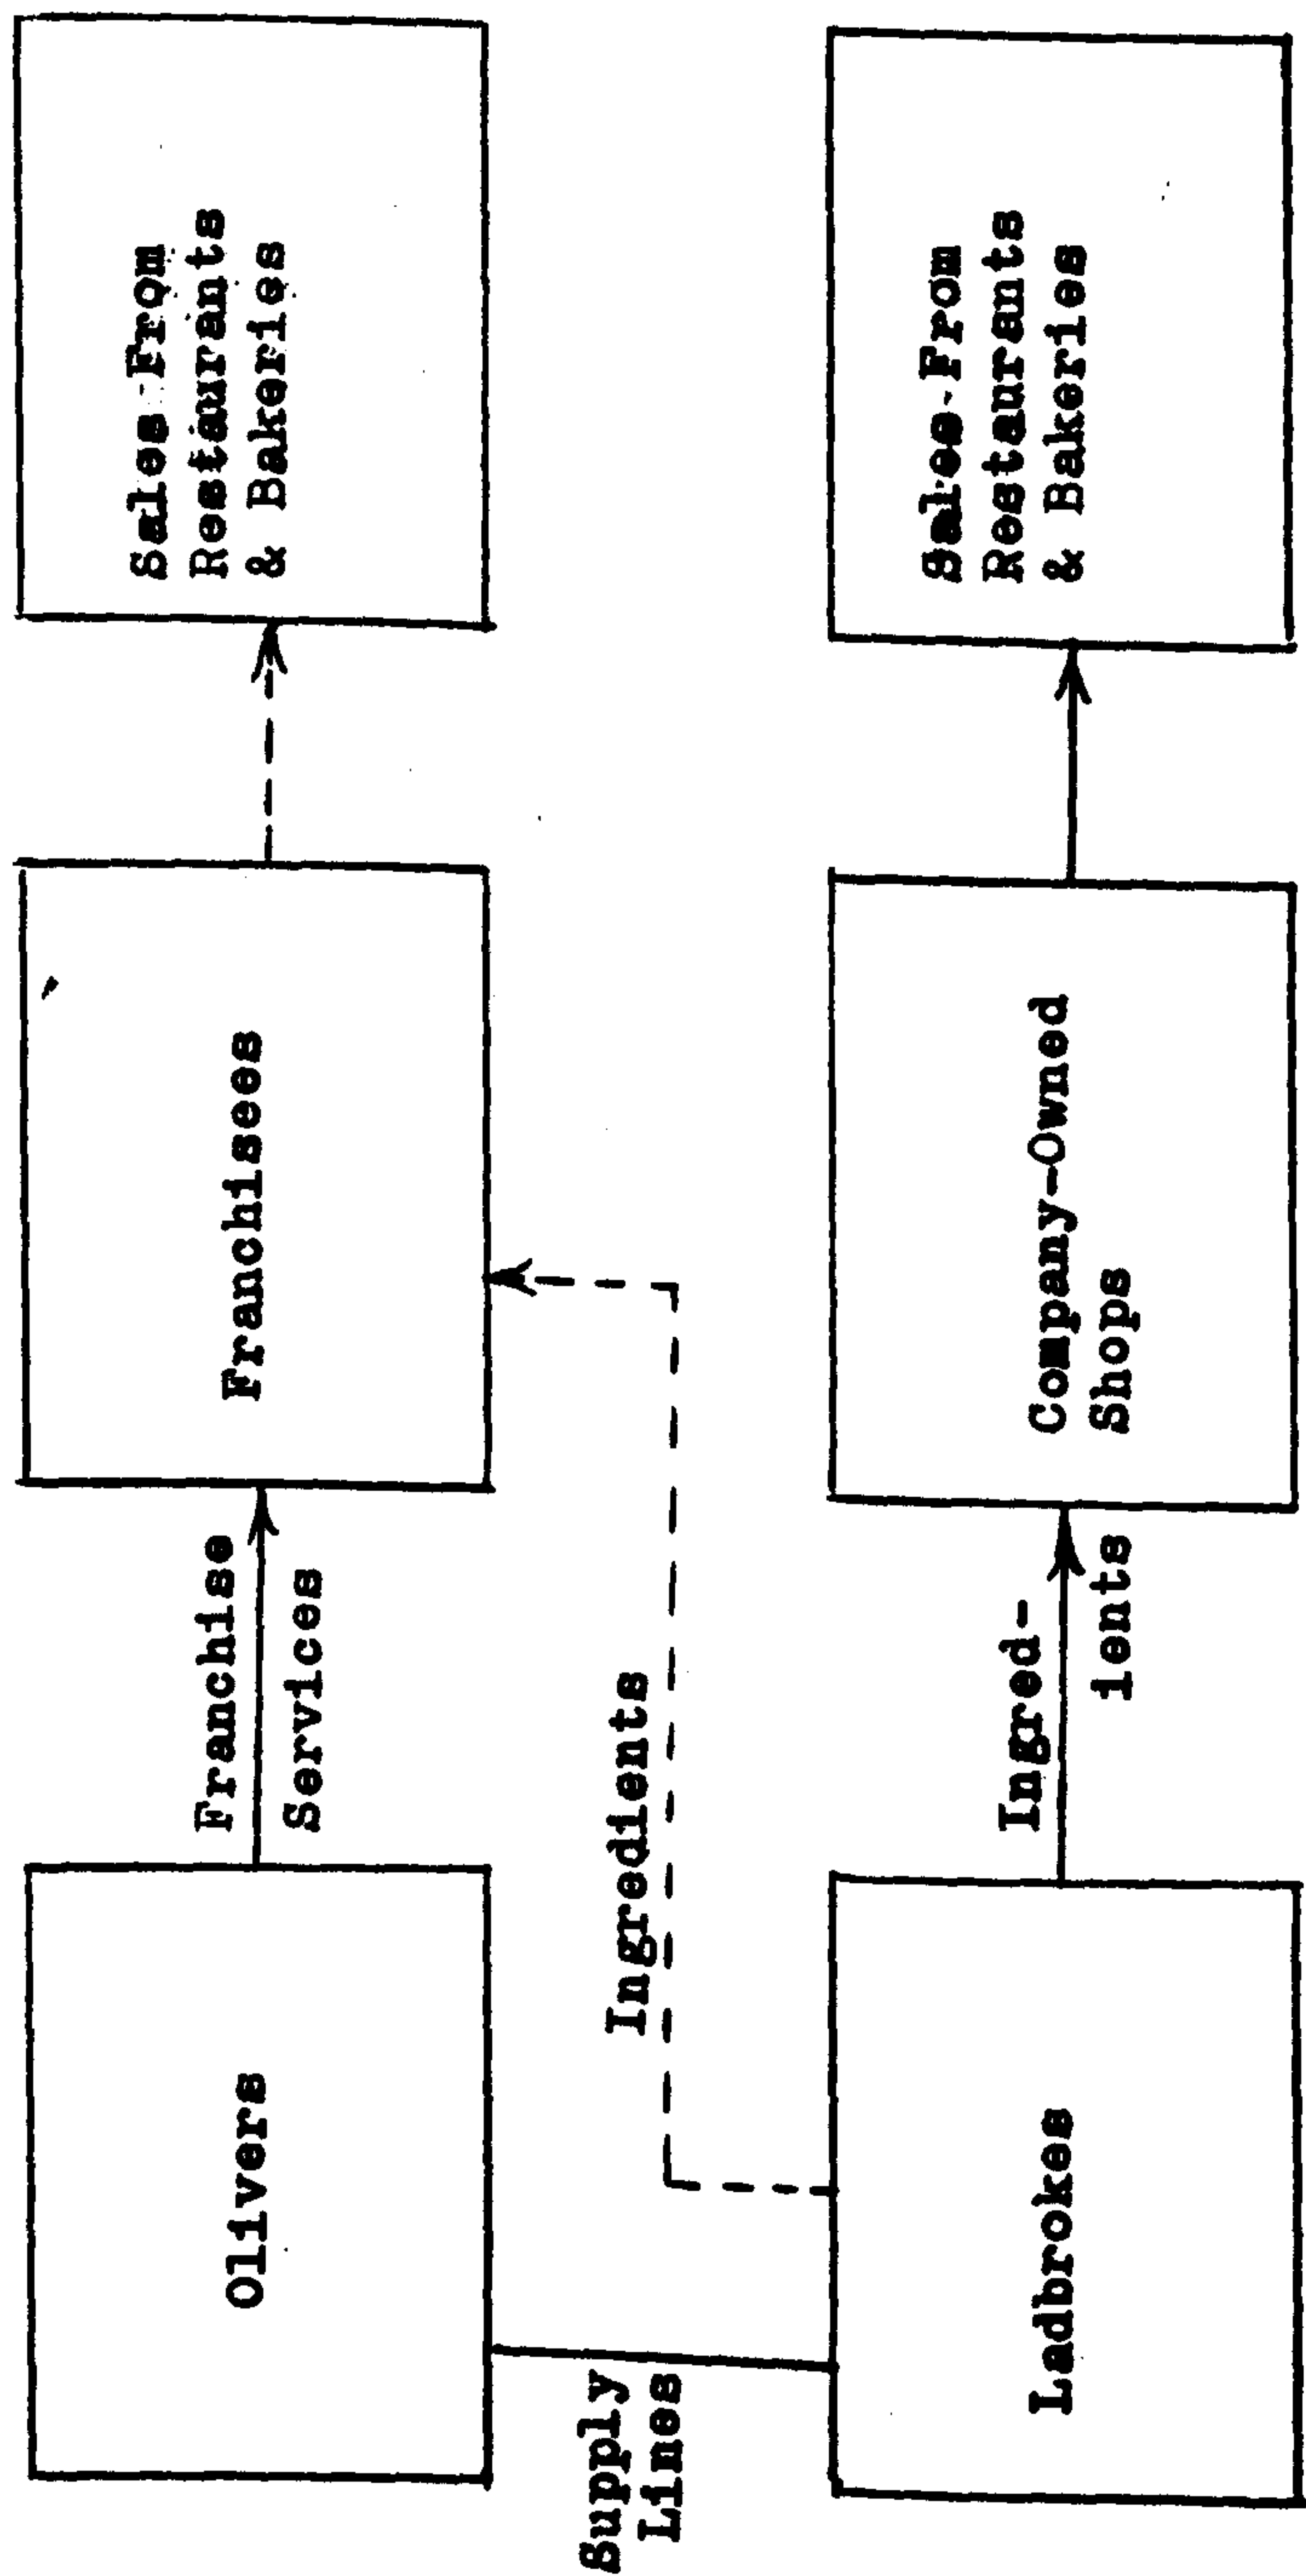 Olivers
Franchise
Services
Franchisees
Sales From
Restaurants
& Bakeries
Supply
Lines
Ingredients
Ladbrokes
Ingred-
ients
Company-Owned
Shops
Sales From
Restaurants
& Bakeries